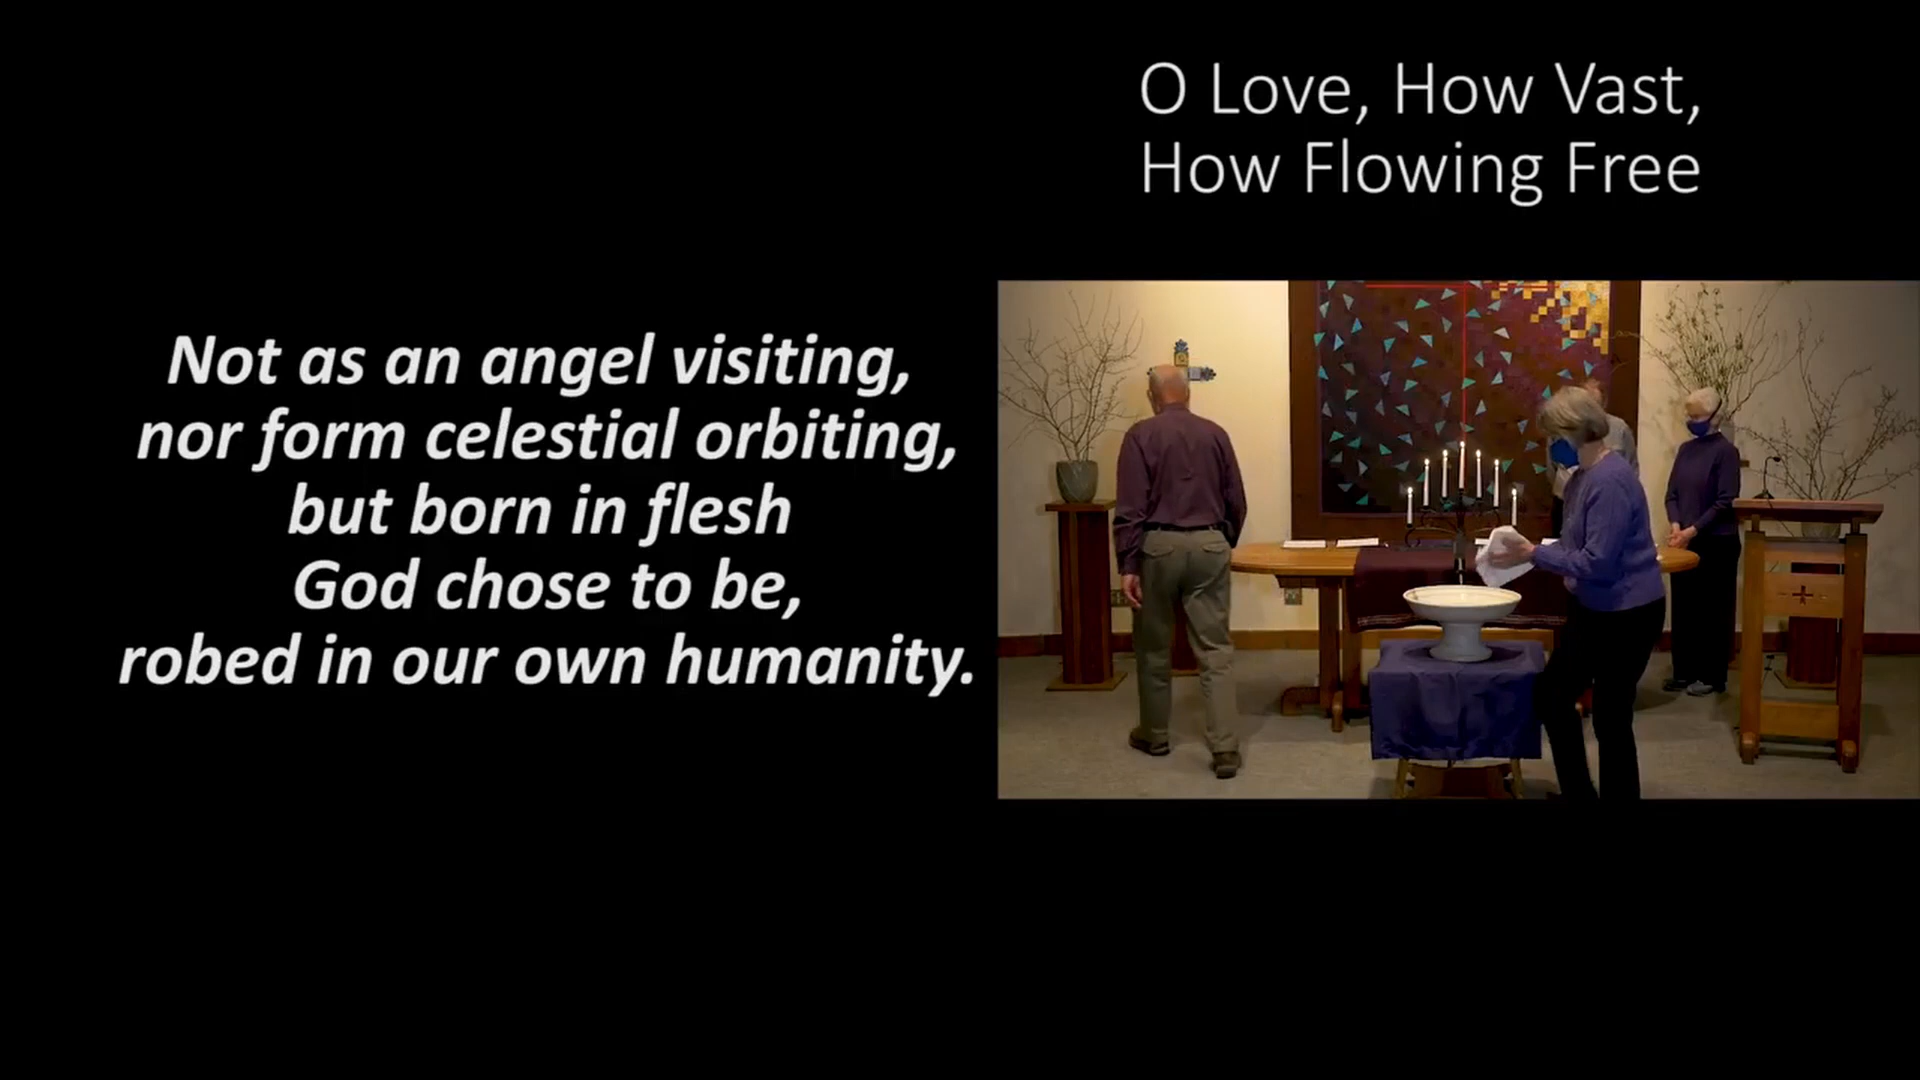 O Love, How Vast,
How Flowing Free
Not as an angel visiting,
nor form celestial orbiting,
but born in flesh
God chose to be,
robed in our own humanity.